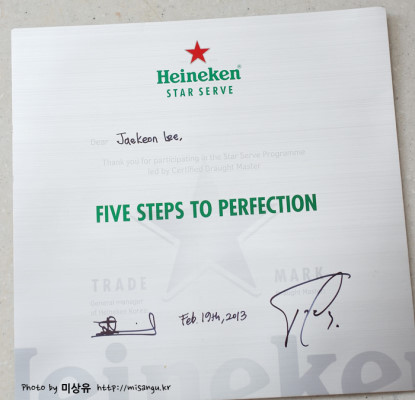 Heineken®
STAR SERVE
Dear Jaekeon Lee,
Thank you for participating in the Star Serve Programme
led by Certified Draught Master
FIVE STEPS TO PERFECTION
TRADE MARK
General Manager
Feb. 19th, 2013
Heineken
Photo by 미상유 http://misangu.kr